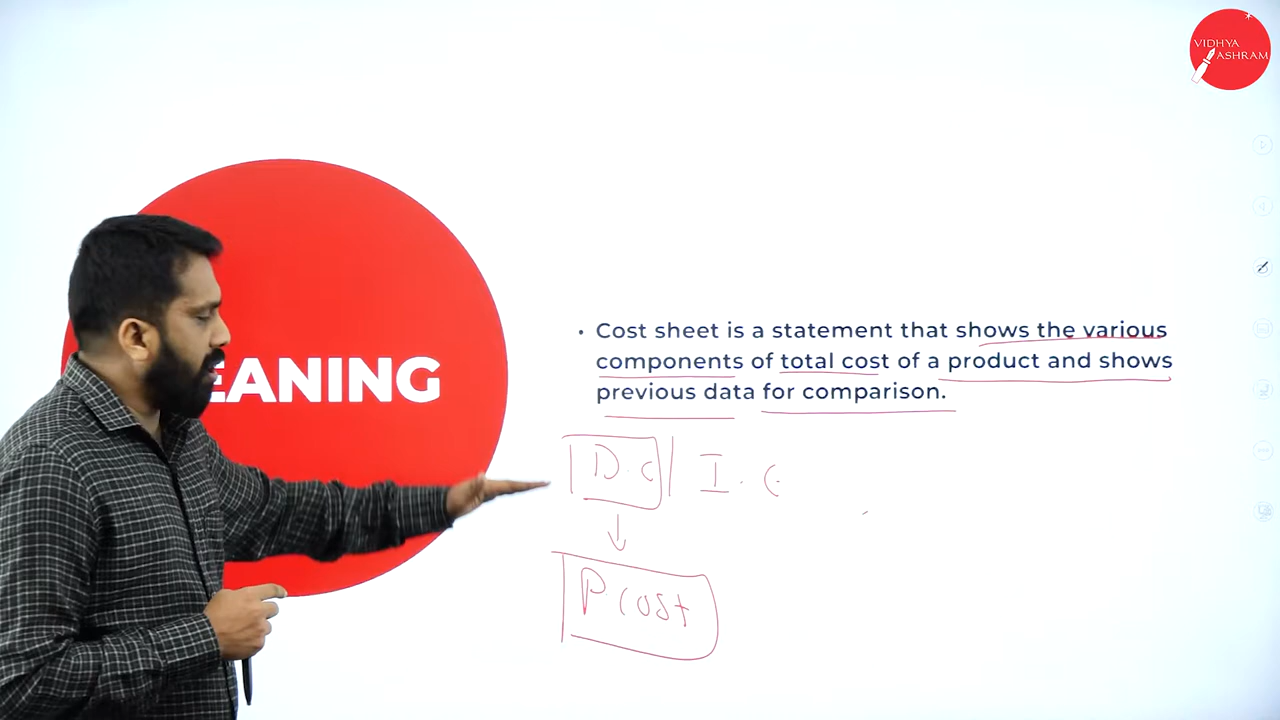 VIDHYA
ASHRAM
EANING
• Cost sheet is a statement that shows the various
components of total cost of a product and shows
previous data for comparison.
D.C I.C
P Cost